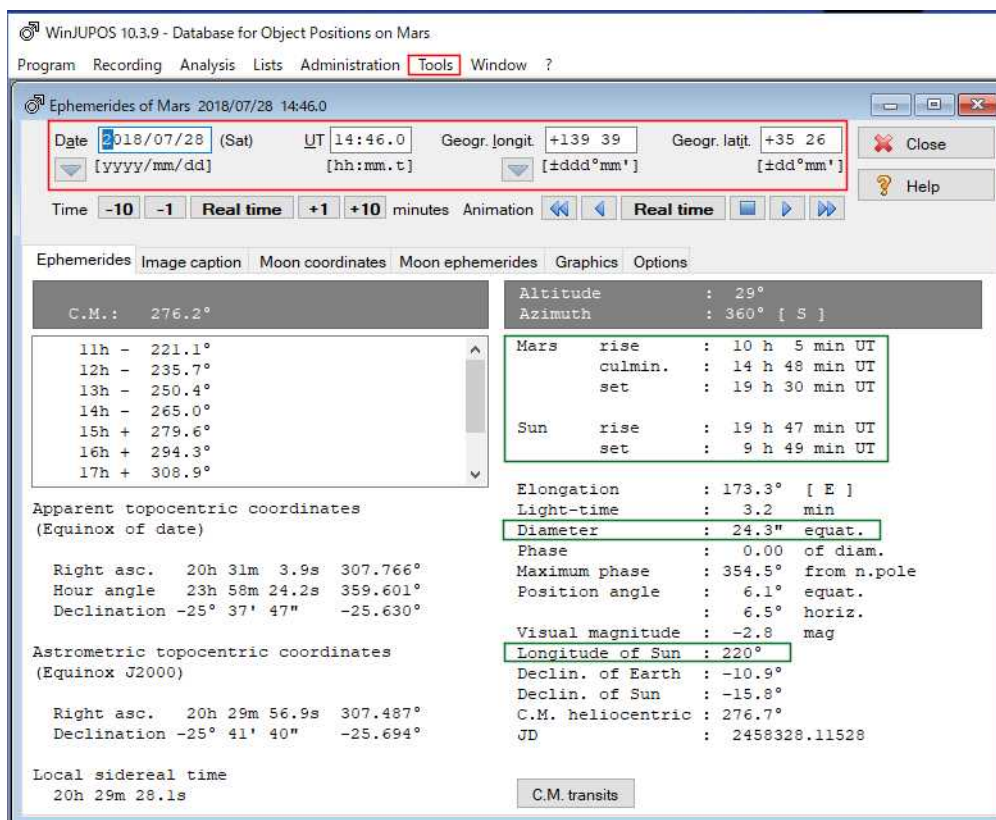 WinJUPOS 10.3.9 - Database for Object Positions on Mars
Program Recording Analysis Lists Administration Tools Window ?
Ephemerides of Mars 2018/07/28 14:46.0
Date 2018/07/28 (Sat) UT 14:46.0 Geogr. longit. +139 39 Geogr. latit. +35 26 Close
[yyyy/mm/dd] [hh:mm.t] [±ddd°mm'] [±dd°mm'] Help
Time -10 -1 Real time +1 +10 minutes Animation Real time
Ephemerides Image caption Moon coordinates Moon ephemerides Graphics Options
C.M.: 276.2°
11h - 221.1°
12h - 235.7°
13h - 250.4°
14h - 265.0°
15h + 279.6°
16h + 294.3°
17h + 308.9°
Apparent topocentric coordinates
(Equinox of date)
Right asc. 20h 31m 3.9s 307.766°
Hour angle 23h 58m 24.2s 359.601°
Declination -25° 37' 47" -25.630°
Astrometric topocentric coordinates
(Equinox J2000)
Right asc. 20h 29m 56.9s 307.487°
Declination -25° 41' 40" -25.694°
Local sidereal time
20h 29m 28.1s
Altitude : 29°
Azimuth : 360° [ S ]
Mars rise : 10 h 5 min UT
culmin. : 14 h 48 min UT
set : 19 h 30 min UT
Sun rise : 19 h 47 min UT
set : 9 h 49 min UT
Elongation : 173.3° [ E ]
Light-time : 3.2 min
Diameter : 24.3" equat.
Phase : 0.00 of diam.
Maximum phase : 354.5° from n.pole
Position angle : 6.1° equat.
: 6.5° horiz.
Visual magnitude : -2.8 mag
Longitude of Sun : 220°
Declin. of Earth : -10.9°
Declin. of Sun : -15.8°
C.M. heliocentric : 276.7°
JD : 2458328.11528
C.M. transits